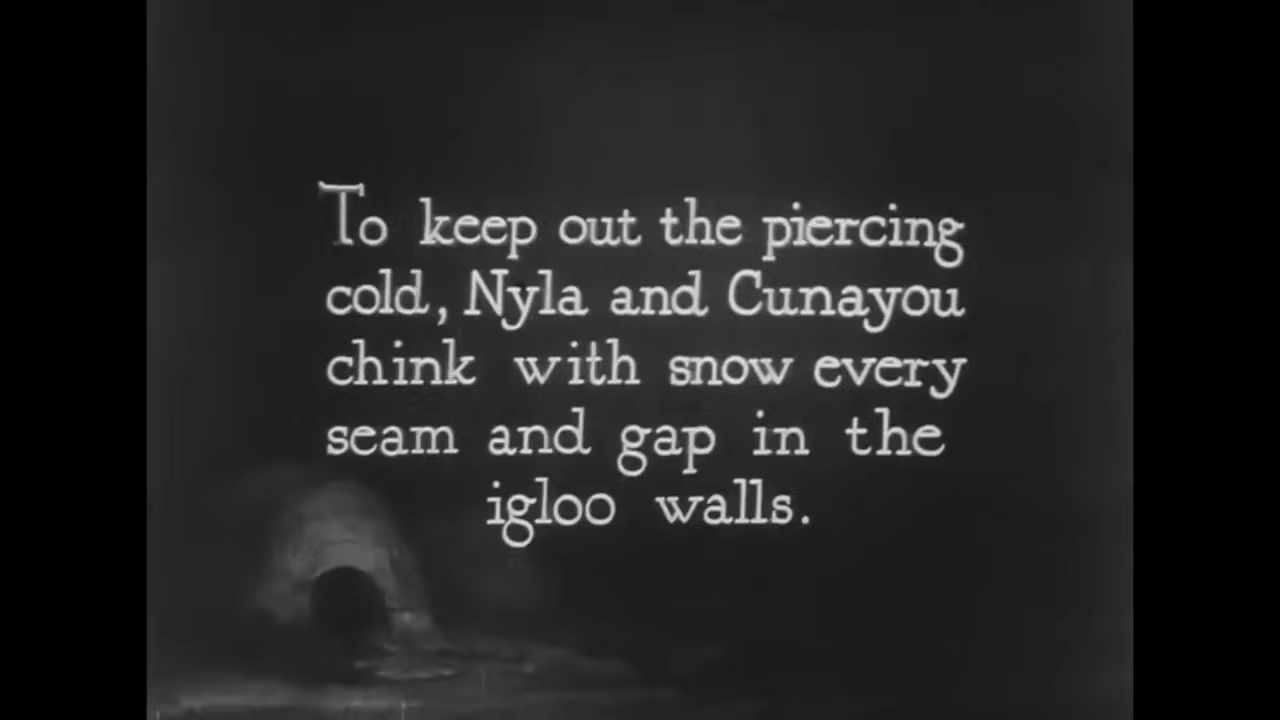 To keep out the piercing
cold, Nyla and Cunayou
chink with snow every
seam and gap in the
igloo walls.